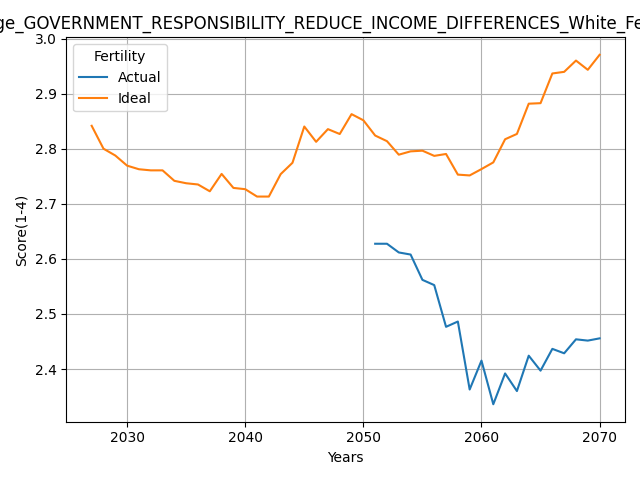 ge_GOVERNMENT_RESPONSIBILITY_REDUCE_INCOME_DIFFERENCES_White_Fe
3.0
2.9
2.8
2.7
2.6
2.5
2.4
Score(1-4)
Fertility
Actual
Ideal
2030
2040
2050
2060
2070
Years